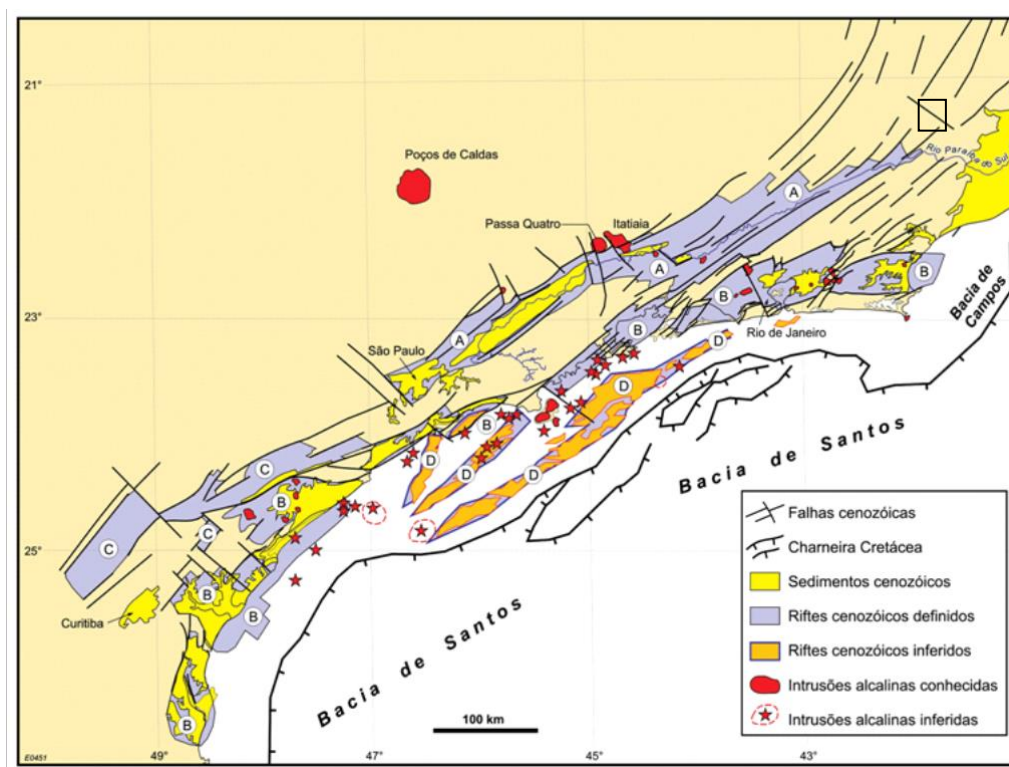 21°
Poços de Caldas
Rio Paraíba do Sul
A
Passa Quatro
Itatiaia
A
B
B
Bacia de
Campos
23°
B
Rio de Janeiro
A
D
São Paulo
D
B
D
C
D
D
B
Bacia de Santos
C
C
25°
B
B
Curitiba
Bacia de Santos
B
100 km
Falhas cenozóicas
Charneira Cretácea
Sedimentos cenozóicos
Riftes cenozóicos definidos
Riftes cenozóicos inferidos
Intrusões alcalinas conhecidas
Intrusões alcalinas inferidas
E0451
49°
47°
45°
43°